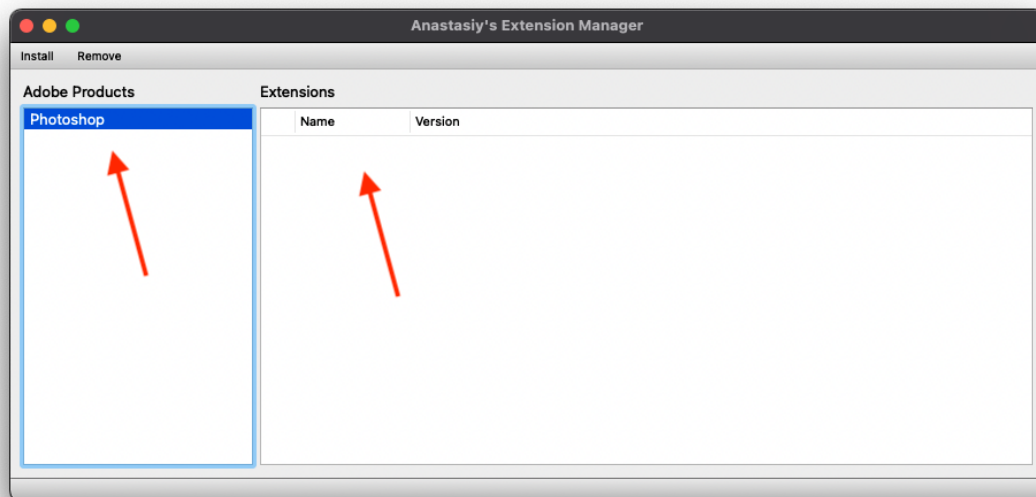 Anastasiy's Extension Manager
Install Remove
Adobe Products Extensions
Photoshop
Name Version